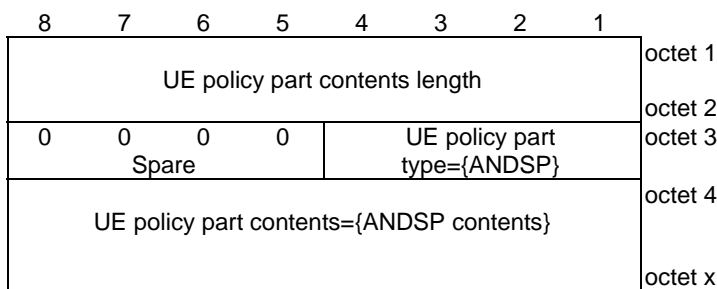 8 7 6 5 4 3 2 1
octet 1
UE policy part contents length
octet 2
0 0 0 0 UE policy part octet 3
Spare type={ANDSP}
octet 4
UE policy part contents={ANDSP contents}
octet x